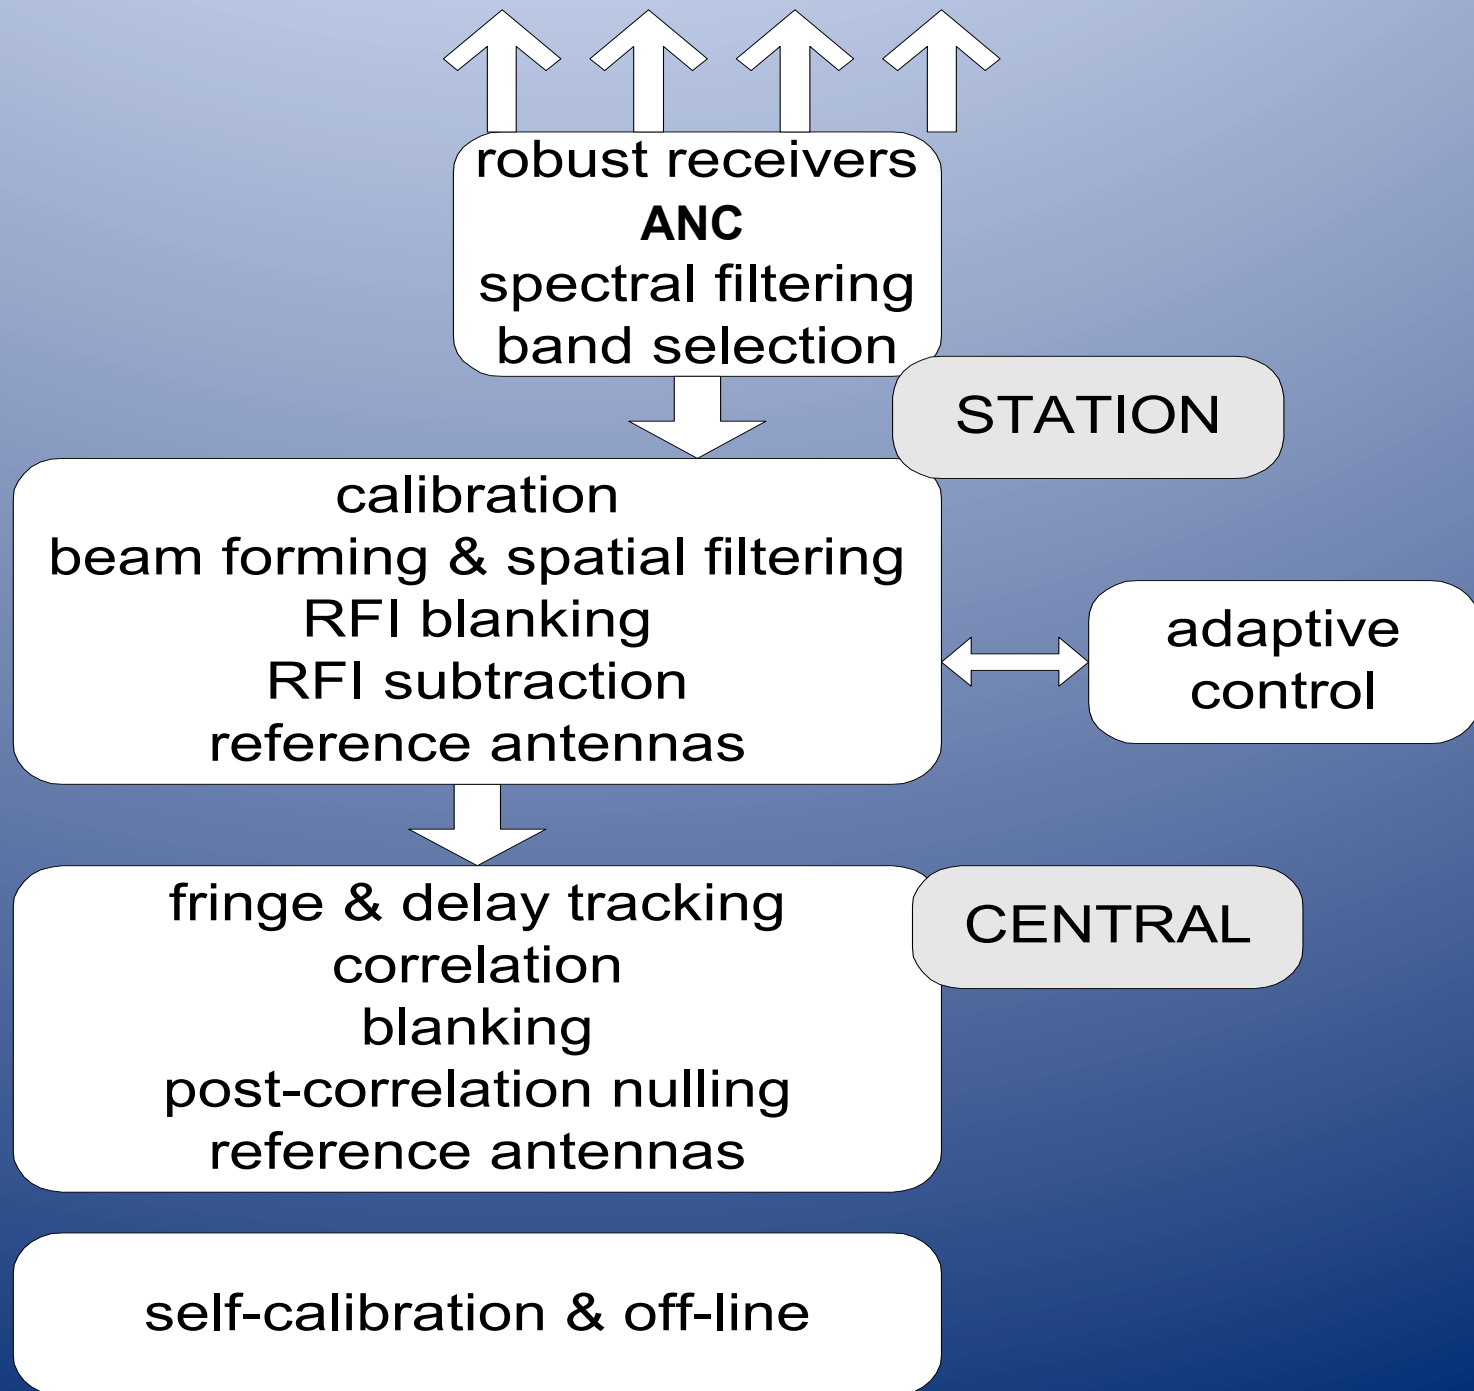 robust receivers
ANC
spectral filtering
band selection
STATION
calibration
beam forming & spatial filtering
RFI blanking
RFI subtraction
reference antennas
adaptive
control
fringe & delay tracking
correlation
blanking
post-correlation nulling
reference antennas
CENTRAL
self-calibration & off-line